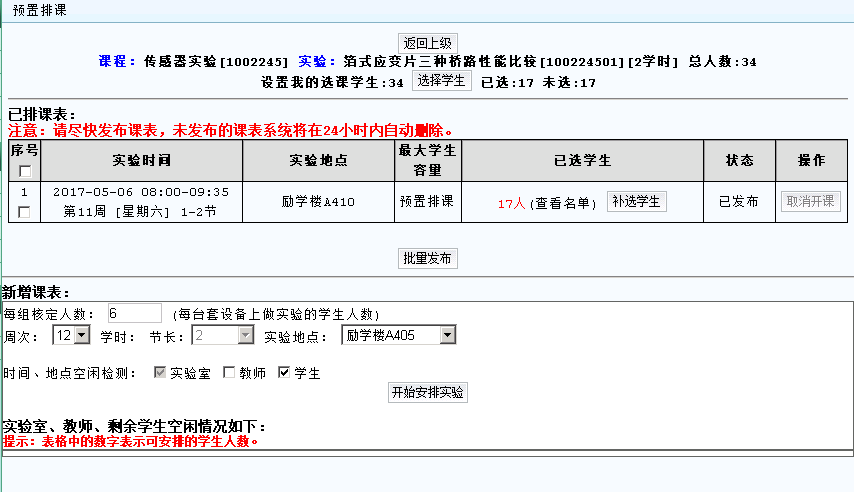 预置排课
返回上级
课程：传感器实验[1002245] 实验：箔式应变片三种桥路性能比较[100224501][2学时] 总人数:34
设置我的选课学生:34 选择学生 已选:17 未选:17
已排课表：
注意：请尽快发布课表，未发布的课表系统将在24小时内自动删除。
序号 实验时间 实验地点 最大学生容量 已选学生 状态 操作
1 2017-05-06 08:00-09:35 第11周 [星期六] 1-2节 励学楼A410 预置排课 17人(查看名单) 补选学生 已发布 取消开课
批量发布
新增课表：
每组核定人数： 6 (每台套设备上做实验的学生人数)
周次： 12 学时： 节长： 2 实验地点： 励学楼A405
时间、地点空闲检测： 实验室 教师 学生
开始安排实验
实验室、教师、剩余学生空闲情况如下：
提示：表格中的数字表示可安排的学生人数。